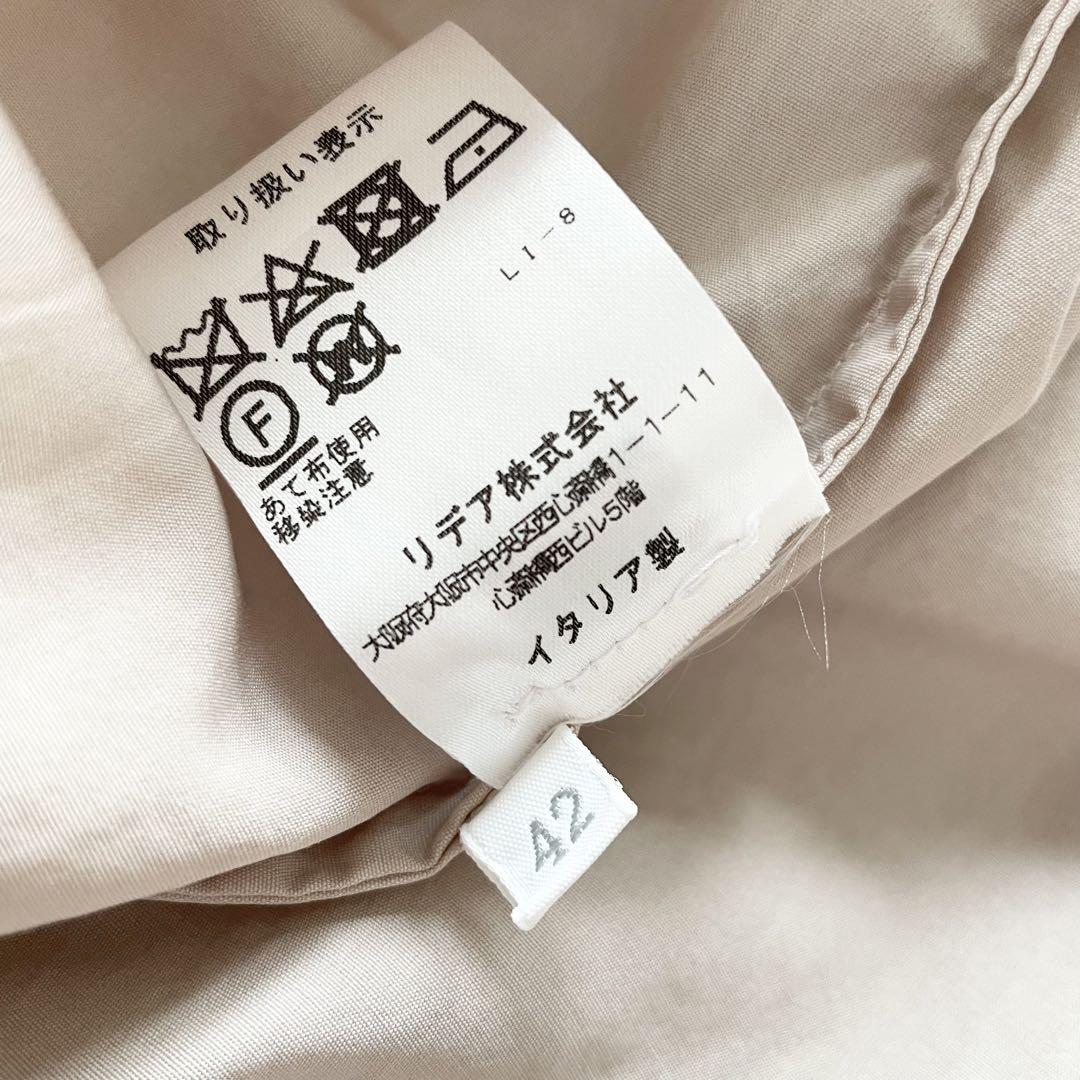 取り扱い表示
F
あて布使用
移染注意
LI-8
リデア株式会社
大阪府大阪市中央区西心斎橋1-1-11
心斎橋西ビル5階
イタリア製
42